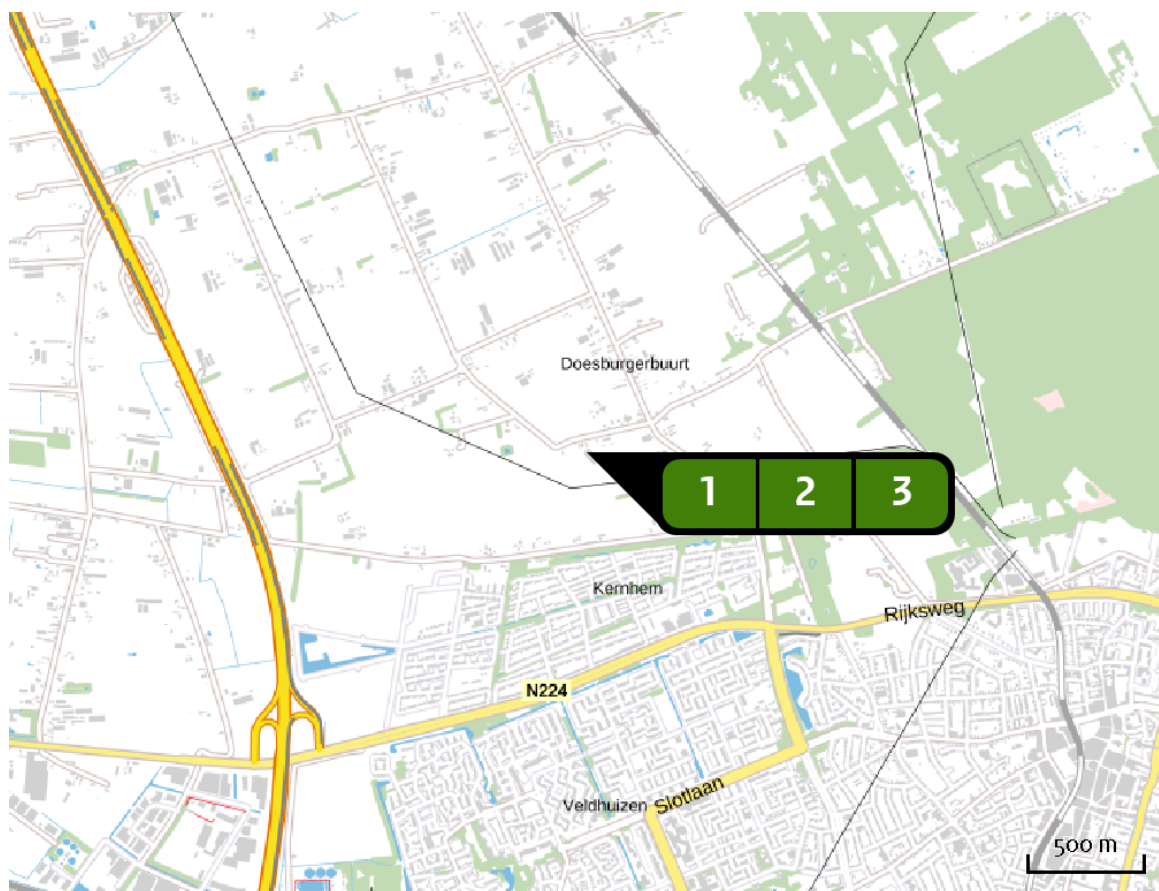 Doesburgerbuurt
1 2 3
Kernhem
Rijksweg
N224
Veldhuizen
Slotlaan
500 m